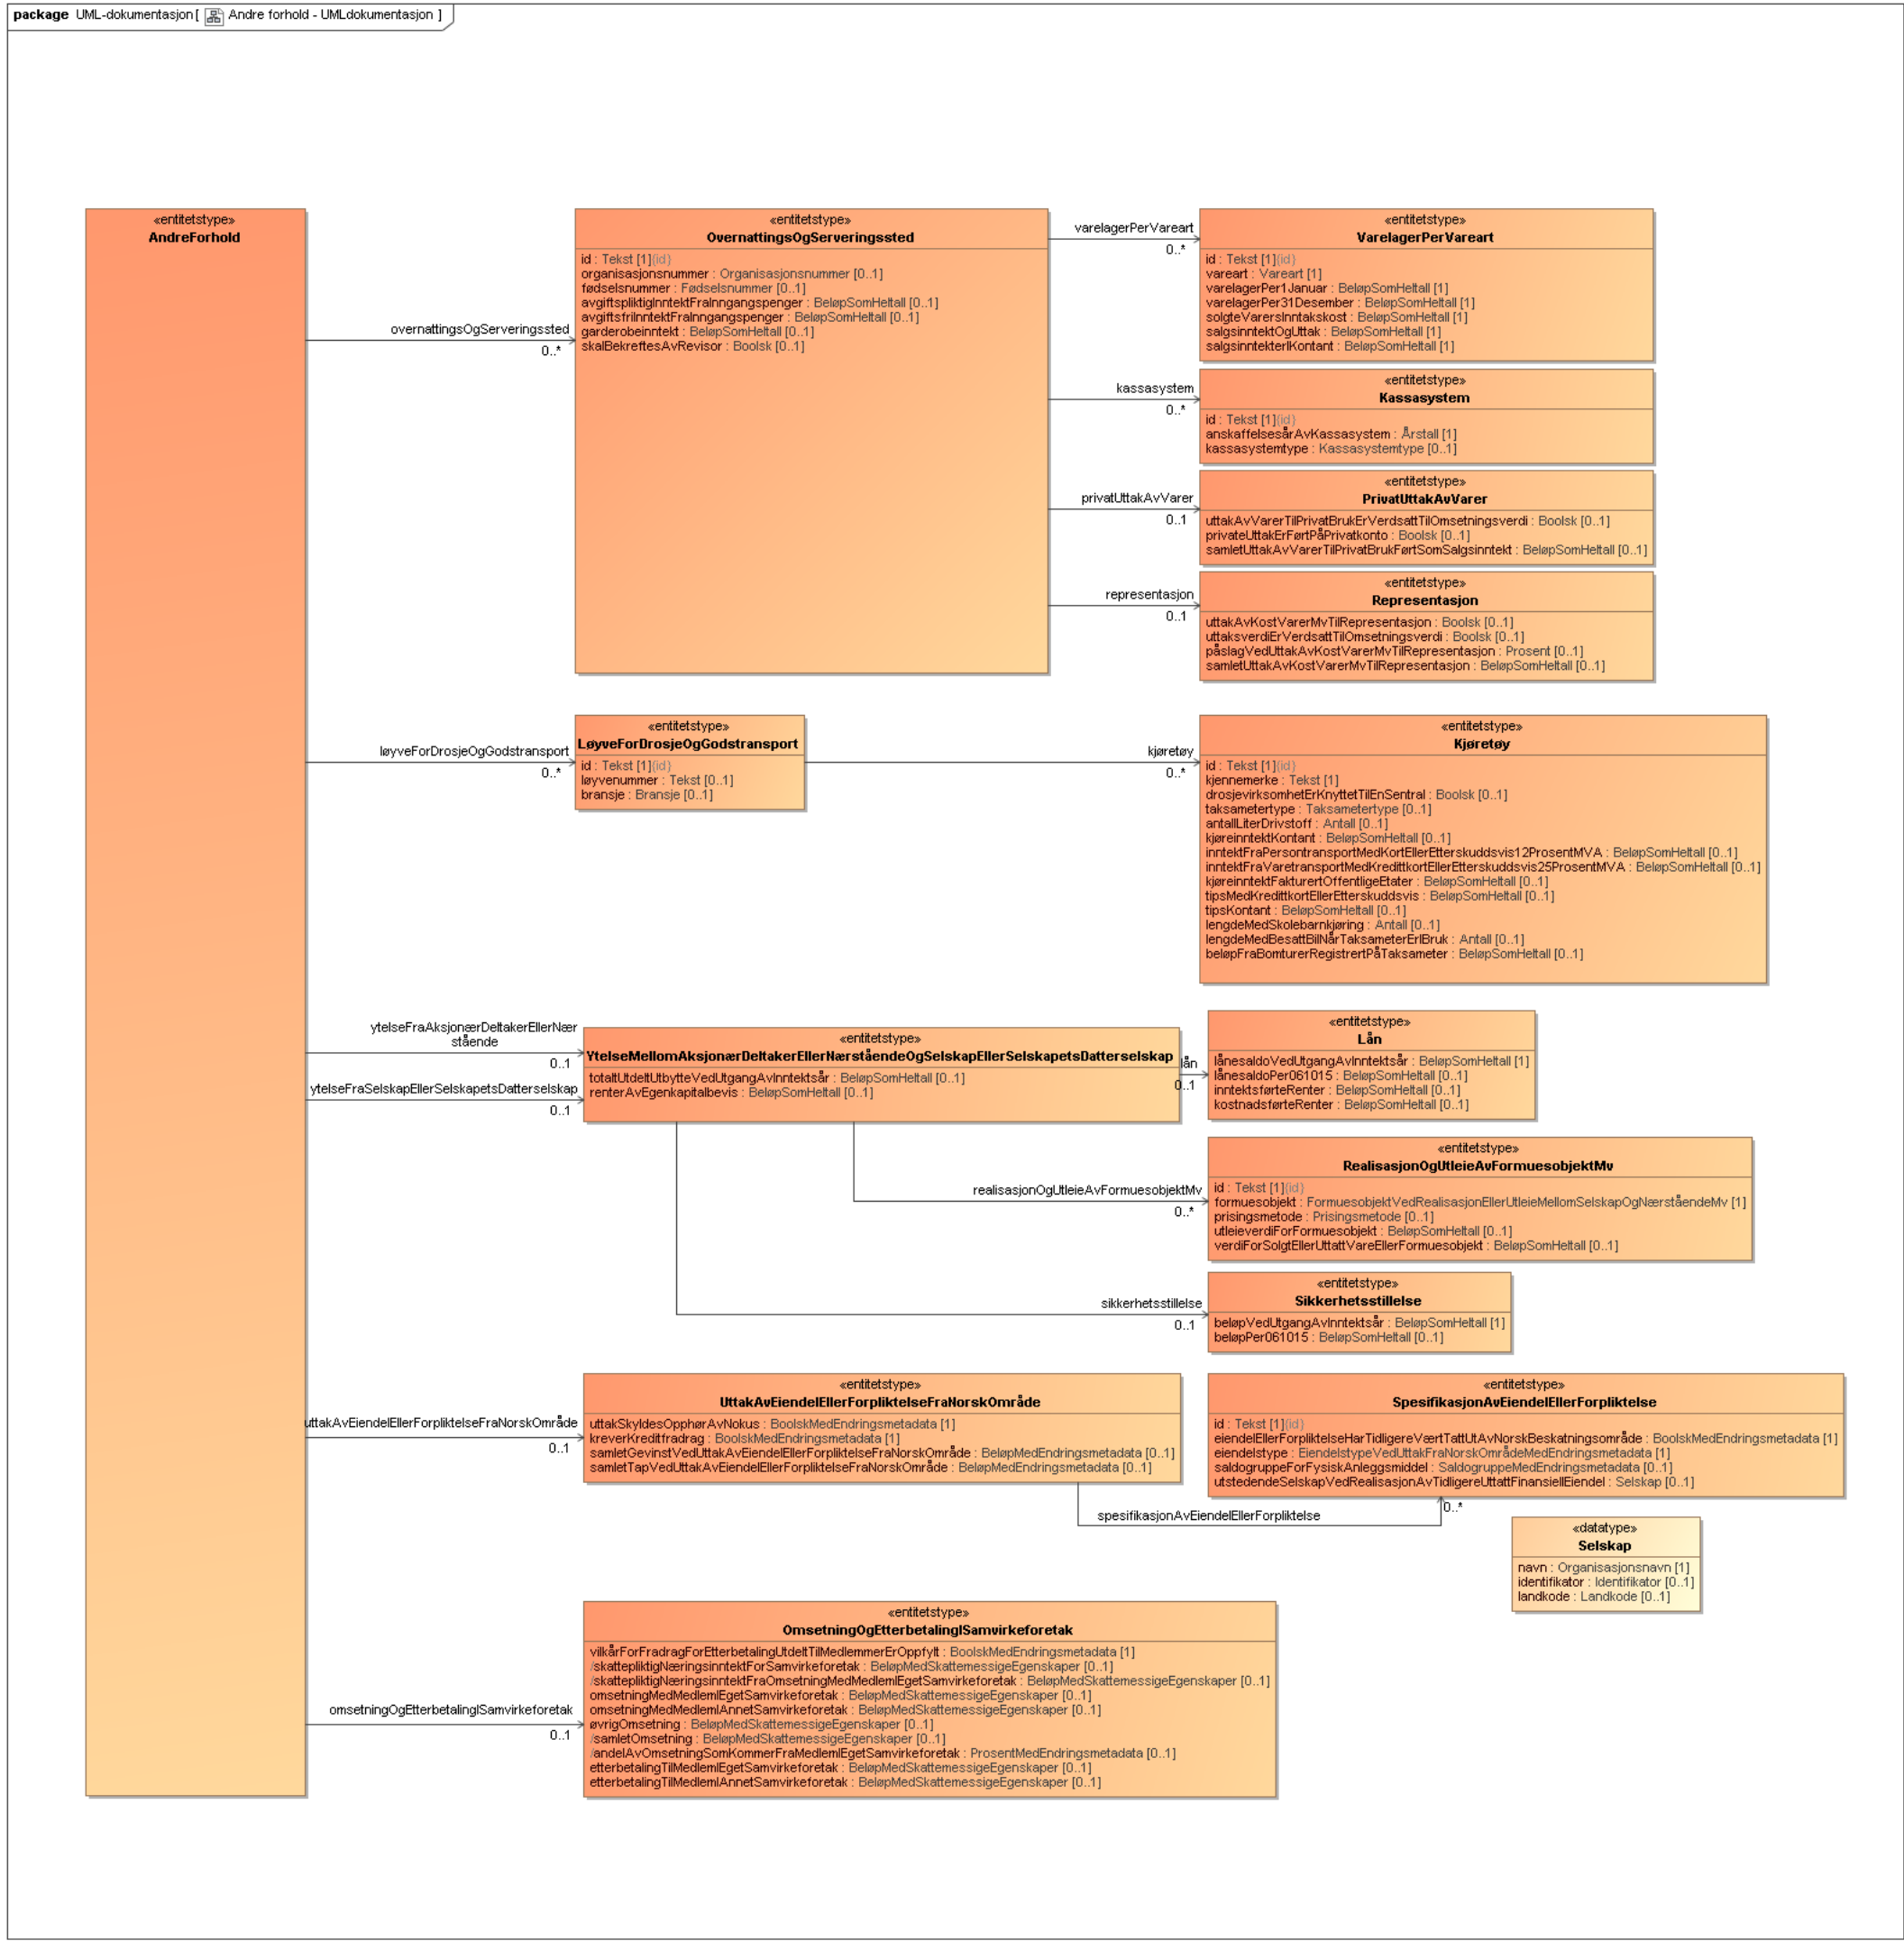 package UML-dokumentasjon [ Andre forhold - UMLdokumentasjon ]
«entitetstype»
AndreForhold
overnattingsOgServeringssted
0..*
«entitetstype»
OvernattingsOgServeringssted
id : Tekst [1]{id}
organisasjonsnummer : Organisasjonsnummer [0..1]
fødselsnummer : Fødselsnummer [0..1]
avgiftspliktigInntektFraInngangspenger : BeløpSomHeltall [0..1]
avgiftsfriInntektFraInngangspenger : BeløpSomHeltall [0..1]
garderobeinntekt : BeløpSomHeltall [0..1]
skalBekreftesAvRevisor : Boolsk [0..1]
varelagerPerVareart
0..*
«entitetstype»
VarelagerPerVareart
id : Tekst [1]{id}
vareart : Vareart [1]
varelagerPer1Januar : BeløpSomHeltall [1]
varelagerPer31Desember : BeløpSomHeltall [1]
solgteVarersInntakskost : BeløpSomHeltall [1]
salgsinntektOgUttak : BeløpSomHeltall [1]
salgsinntekterIKontant : BeløpSomHeltall [1]
kassasystem
0..*
«entitetstype»
Kassasystem
id : Tekst [1]{id}
anskaffelsesårAvKassasystem : Årstall [1]
kassasystemtype : Kassasystemtype [0..1]
privatUttakAvVarer
0..1
«entitetstype»
PrivatUttakAvVarer
uttakAvVarerTilPrivatBrukErVerdsattTilOmsetningsverdi : Boolsk [0..1]
privateUttakErFørtPåPrivatkonto : Boolsk [0..1]
samletUttakAvVarerTilPrivatBrukFørtSomSalgsinntekt : BeløpSomHeltall [0..1]
representasjon
0..1
«entitetstype»
Representasjon
uttakAvKostVarerMvTilRepresentasjon : Boolsk [0..1]
uttaksverdiErVerdsattTilOmsetningsverdi : Boolsk [0..1]
påslagVedUttakAvKostVarerMvTilRepresentasjon : Prosent [0..1]
samletUttakAvKostVarerMvTilRepresentasjon : BeløpSomHeltall [0..1]
løyveForDrosjeOgGodstransport
0..*
«entitetstype»
LøyveForDrosjeOgGodstransport
id : Tekst [1]{id}
løyvenummer : Tekst [0..1]
bransje : Bransje [0..1]
kjøretøy
0..*
«entitetstype»
Kjøretøy
id : Tekst [1]{id}
kjennemerke : Tekst [1]
drosjevirksomhetErKnyttetTilEnSentral : Boolsk [0..1]
taksametertype : Taksametertype [0..1]
antallLiterDrivstoff : Antall [0..1]
kjøreinntektKontant : BeløpSomHeltall [0..1]
inntektFraPersontransportMedKortEllerEtterskuddsvis12ProsentMVA : BeløpSomHeltall [0..1]
inntektFraVaretransportMedKredittkortEllerEtterskuddsvis25ProsentMVA : BeløpSomHeltall [0..1]
kjøreinntektFakturertOffentligeEtater : BeløpSomHeltall [0..1]
tipsMedKredittkortEllerEtterskuddsvis : BeløpSomHeltall [0..1]
tipsKontant : BeløpSomHeltall [0..1]
lengdeMedSkolebarnkjøring : Antall [0..1]
lengdeMedBesattBilNårTaksameterErIBruk : Antall [0..1]
beløpFraBomturerRegistrertPåTaksameter : BeløpSomHeltall [0..1]
ytelseFraAksjonærDeltakerEllerNær
stående
0..1
ytelseFraSelskapEllerSelskapetsDatterselskap
0..1
«entitetstype»
YtelseMellomAksjonærDeltakerEllerNærståendeOgSelskapEllerSelskapetsDatterselskap
totaltUtdeltUtbytteVedUtgangAvInntektsår : BeløpSomHeltall [0..1]
renterAvEgenkapitalbevis : BeløpSomHeltall [0..1]
lån
0..1
«entitetstype»
Lån
lånesaldoVedUtgangAvInntektsår : BeløpSomHeltall [1]
lånesaldoPer061015 : BeløpSomHeltall [0..1]
inntektsførteRenter : BeløpSomHeltall [0..1]
kostnadsførteRenter : BeløpSomHeltall [0..1]
realisasjonOgUtleieAvFormuesobjektMv
0..*
«entitetstype»
RealisasjonOgUtleieAvFormuesobjektMv
id : Tekst [1]{id}
formuesobjekt : FormuesobjektVedRealisasjonEllerUtleieMellomSelskapOgNærståendeMv [1]
prisingsmetode : Prisingsmetode [0..1]
utleieverdiForFormuesobjekt : BeløpSomHeltall [0..1]
verdiForSolgtEllerUttattVareEllerFormuesobjekt : BeløpSomHeltall [0..1]
sikkerhetsstillelse
0..1
«entitetstype»
Sikkerhetsstillelse
beløpVedUtgangAvInntektsår : BeløpSomHeltall [1]
beløpPer061015 : BeløpSomHeltall [0..1]
uttakAvEiendelEllerForpliktelseFraNorskOmråde
0..1
«entitetstype»
UttakAvEiendelEllerForpliktelseFraNorskOmråde
uttakSkyldesOpphørAvNokus : BoolskMedEndringsmetadata [1]
kreverKreditfradrag : BoolskMedEndringsmetadata [1]
samletGevinstVedUttakAvEiendelEllerForpliktelseFraNorskOmråde : BeløpMedEndringsmetadata [0..1]
samletTapVedUttakAvEiendelEllerForpliktelseFraNorskOmråde : BeløpMedEndringsmetadata [0..1]
spesifikasjonAvEiendelEllerForpliktelse
0..*
«entitetstype»
SpesifikasjonAvEiendelEllerForpliktelse
id : Tekst [1]{id}
eiendelEllerForpliktelseHarTidligereVærtTattUtAvNorskBeskatningsområde : BoolskMedEndringsmetadata [1]
eiendelstype : EiendelstypeVedUttakFraNorskOmrådeMedEndringsmetadata [1]
saldogruppeForFysiskAnleggsmiddel : SaldogruppeMedEndringsmetadata [0..1]
utstedendeSelskapVedRealisasjonAvTidligereUttattFinansiellEiendel : Selskap [0..1]
«datatype»
Selskap
navn : Organisasjonsnavn [1]
identifikator : Identifikator [0..1]
landkode : Landkode [0..1]
omsetningOgEtterbetalingISamvirkeforetak
0..1
«entitetstype»
OmsetningOgEtterbetalingISamvirkeforetak
vilkårForFradragForEtterbetalingUtdeltTilMedlemmerErOppfylt : BoolskMedEndringsmetadata [1]
/skattepliktigNæringsinntektForSamvirkeforetak : BeløpMedSkattemessigeEgenskaper [0..1]
/skattepliktigNæringsinntektFraOmsetningMedMedlemIEgetSamvirkeforetak : BeløpMedSkattemessigeEgenskaper [0..1]
omsetningMedMedlemIEgetSamvirkeforetak : BeløpMedSkattemessigeEgenskaper [0..1]
omsetningMedMedlemIAnnetSamvirkeforetak : BeløpMedSkattemessigeEgenskaper [0..1]
øvrigOmsetning : BeløpMedSkattemessigeEgenskaper [0..1]
/samletOmsetning : BeløpMedSkattemessigeEgenskaper [0..1]
/andelAvOmsetningSomKommerFraMedlemIEgetSamvirkeforetak : ProsentMedEndringsmetadata [0..1]
etterbetalingTilMedlemIEgetSamvirkeforetak : BeløpMedSkattemessigeEgenskaper [0..1]
etterbetalingTilMedlemIAnnetSamvirkeforetak : BeløpMedSkattemessigeEgenskaper [0..1]